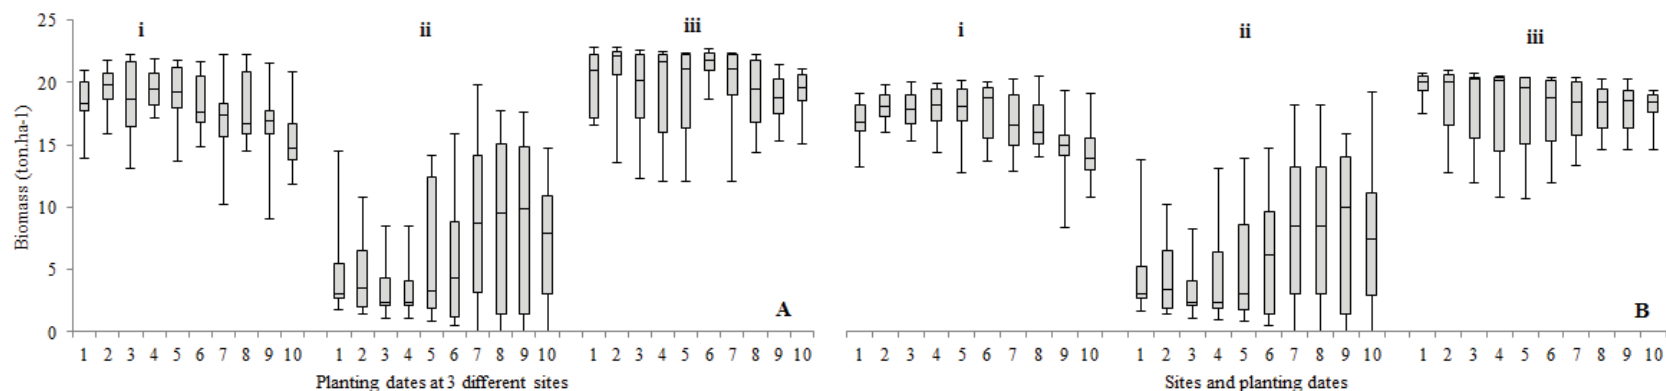 25
20
15
10
5
0
Biomass (ton.ha-1)
i
ii
iii
A
1 2 3 4 5 6 7 8 9 10 1 2 3 4 5 6 7 8 9 10 1 2 3 4 5 6 7 8 9 10
Planting dates at 3 different sites
i
ii
iii
B
1 2 3 4 5 6 7 8 9 10 1 2 3 4 5 6 7 8 9 10 1 2 3 4 5 6 7 8 9 10
Sites and planting dates